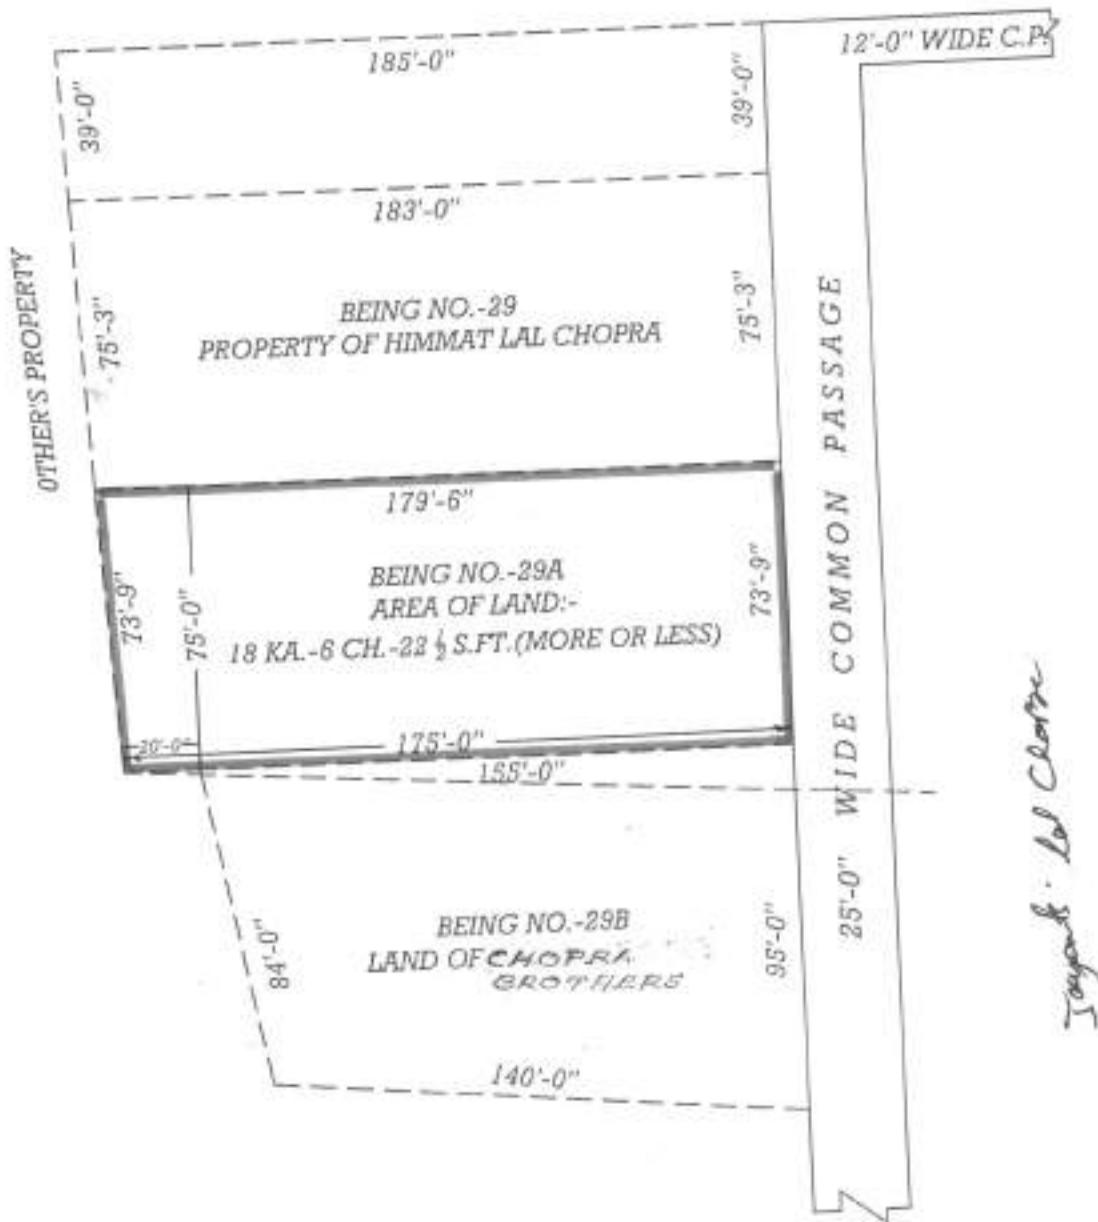 12'-0" WIDE C.P.
185'-0"
39'-0"
39'-0"
183'-0"
OTHER'S PROPERTY
75'-3"
75'-3"
BEING NO.-29
PROPERTY OF HIMMAT LAL CHOPRA
179'-6"
73'-9"
75'-0"
BEING NO.-29A
AREA OF LAND:-
18 KA.-6 CH.-22 ½ S.FT.(MORE OR LESS)
73'-9"
20'-0"
175'-0"
155'-0"
25'-0" WIDE COMMON PASSAGE
84'-0"
BEING NO.-29B
LAND OF CHOPRA
BROTHERS
95'-0"
140'-0"